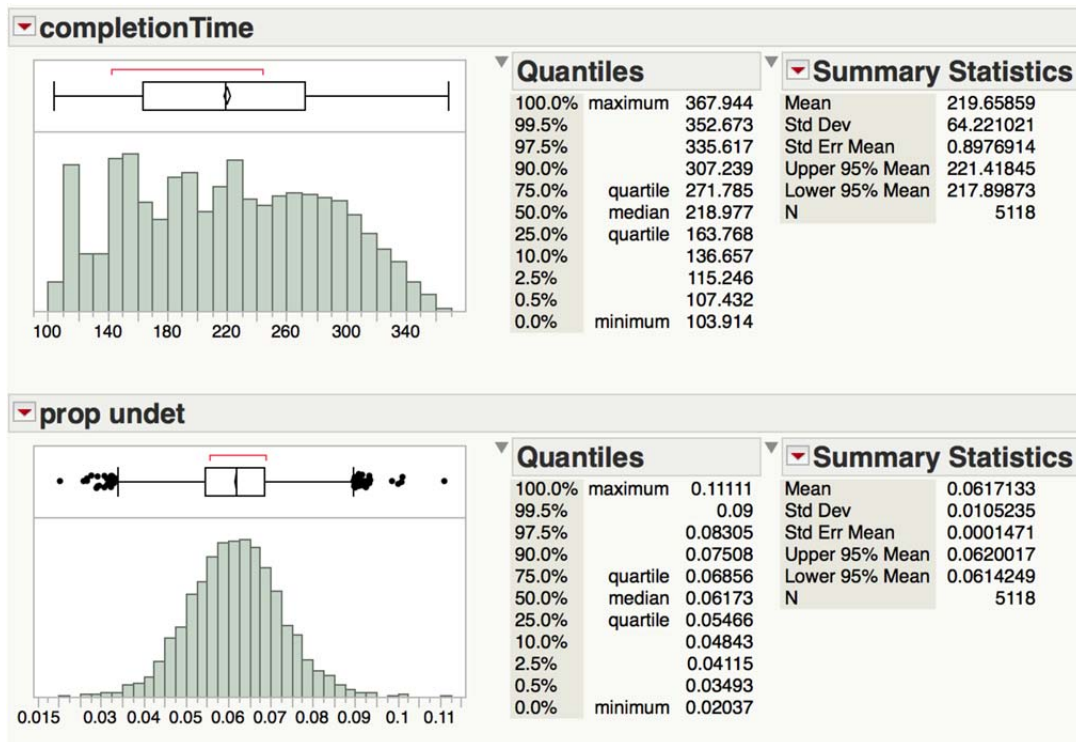 completionTime
100 140 180 220 260 300 340
Quantiles
100.0% maximum 367.944
99.5% 352.673
97.5% 335.617
90.0% 307.239
75.0% quartile 271.785
50.0% median 218.977
25.0% quartile 163.768
10.0% 136.657
2.5% 115.246
0.5% 107.432
0.0% minimum 103.914
Summary Statistics
Mean 219.65859
Std Dev 64.221021
Std Err Mean 0.8976914
Upper 95% Mean 221.41845
Lower 95% Mean 217.89873
N 5118
prop undet
0.015 0.03 0.04 0.05 0.06 0.07 0.08 0.09 0.1 0.11
Quantiles
100.0% maximum 0.11111
99.5% 0.09
97.5% 0.08305
90.0% 0.07508
75.0% quartile 0.06856
50.0% median 0.06173
25.0% quartile 0.05466
10.0% 0.04843
2.5% 0.04115
0.5% 0.03493
0.0% minimum 0.02037
Summary Statistics
Mean 0.0617133
Std Dev 0.0105235
Std Err Mean 0.0001471
Upper 95% Mean 0.0620017
Lower 95% Mean 0.0614249
N 5118